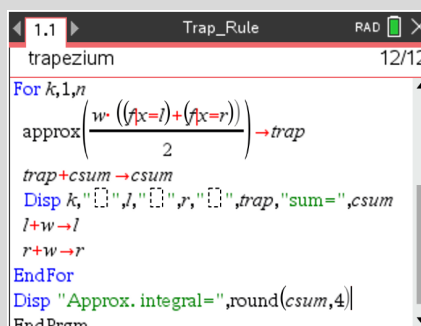 1.1 Trap_Rule RAD
trapezium 12/12
For k,1,n
approx(w·((f|x=l)+(f|x=r))/2)→trap
trap+csum→csum
Disp k,"⬚",l,"⬚",r,"⬚",trap,"sum=",csum
l+w→l
r+w→r
EndFor
Disp "Approx. integral=",round(csum,4)
EndPrgm